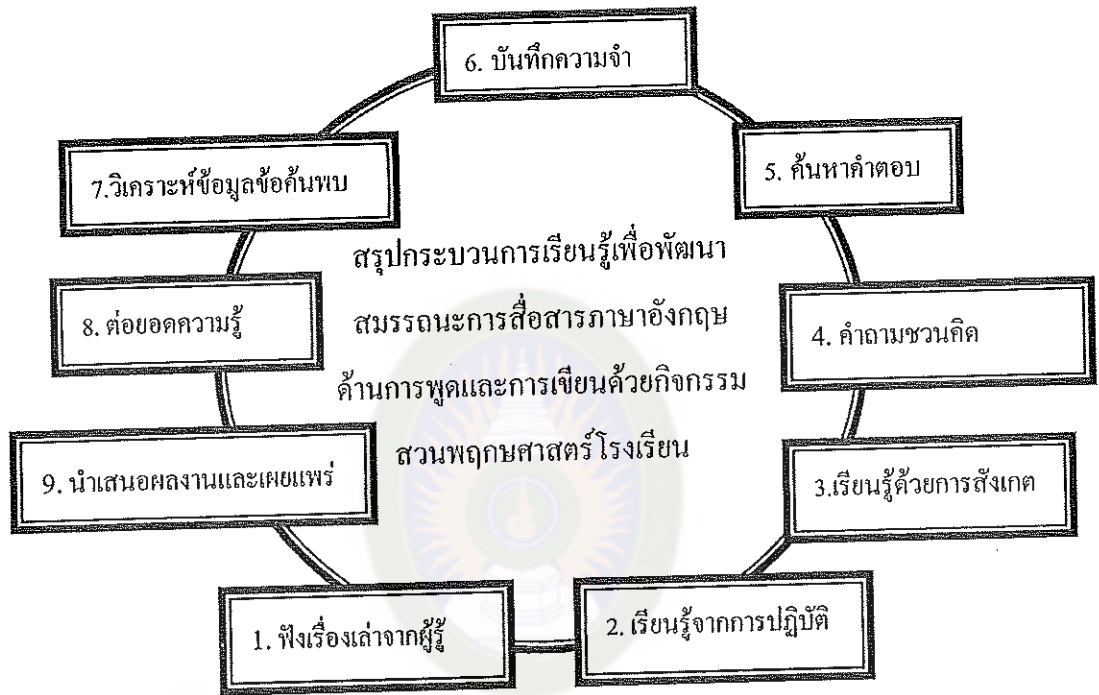 6. บันทึกความจำ
7.วิเคราะห์ข้อมูลข้อค้นพบ
5. ค้นหาคำตอบ
สรุปกระบวนการเรียนรู้เพื่อพัฒนา
สมรรถนะการสื่อสารภาษาอังกฤษ
ด้านการพูดและการเขียนด้วยกิจกรรม
สวนพฤกษศาสตร์โรงเรียน
8. ต่อยอดความรู้
4. คำถามชวนคิด
9. นำเสนอผลงานและเผยแพร่
3.เรียนรู้ด้วยการสังเกต
1. ฟังเรื่องเล่าจากผู้รู้
2. เรียนรู้จากการปฏิบัติ